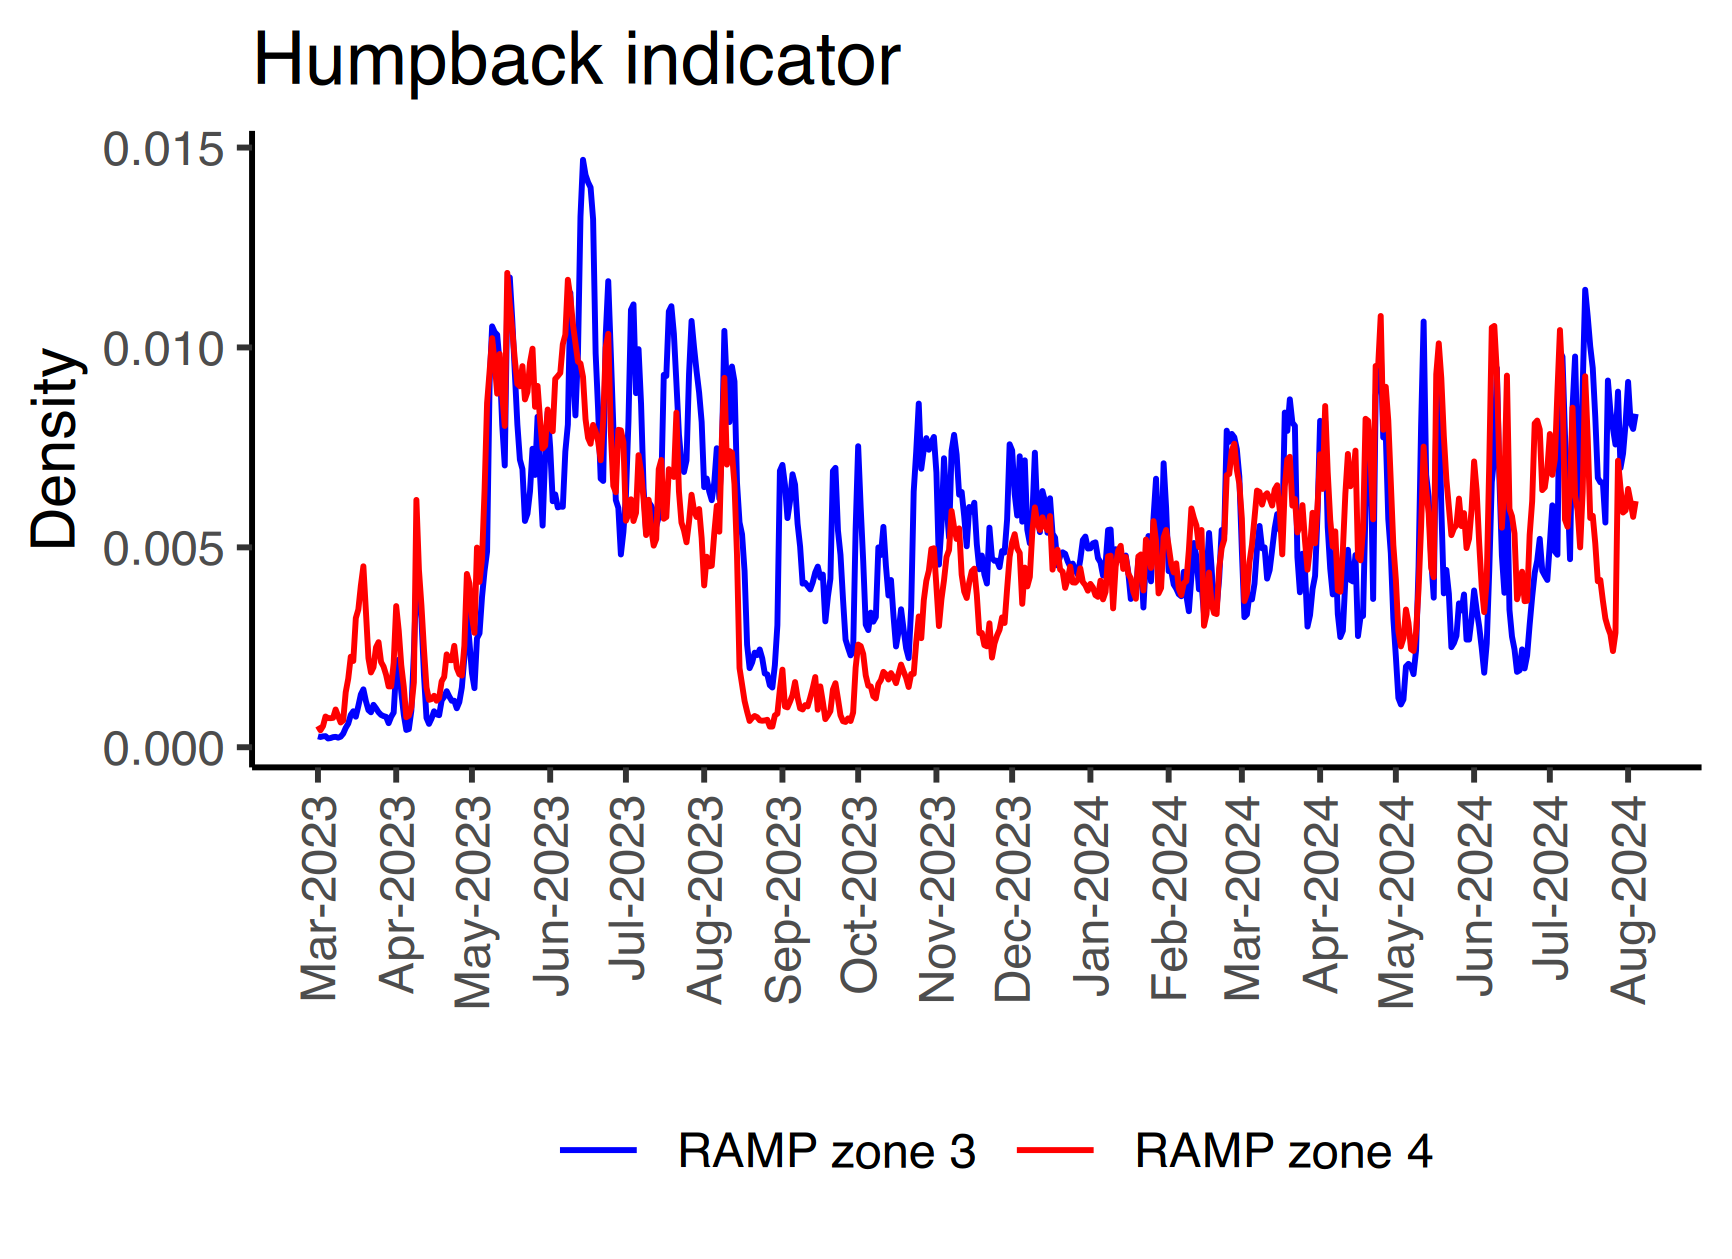 Humpback indicator
Density
0.015
0.010
0.005
0.000
Mar-2023
Apr-2023
May-2023
Jun-2023
Jul-2023
Aug-2023
Sep-2023
Oct-2023
Nov-2023
Dec-2023
Jan-2024
Feb-2024
Mar-2024
Apr-2024
May-2024
Jun-2024
Jul-2024
Aug-2024
RAMP zone 3
RAMP zone 4